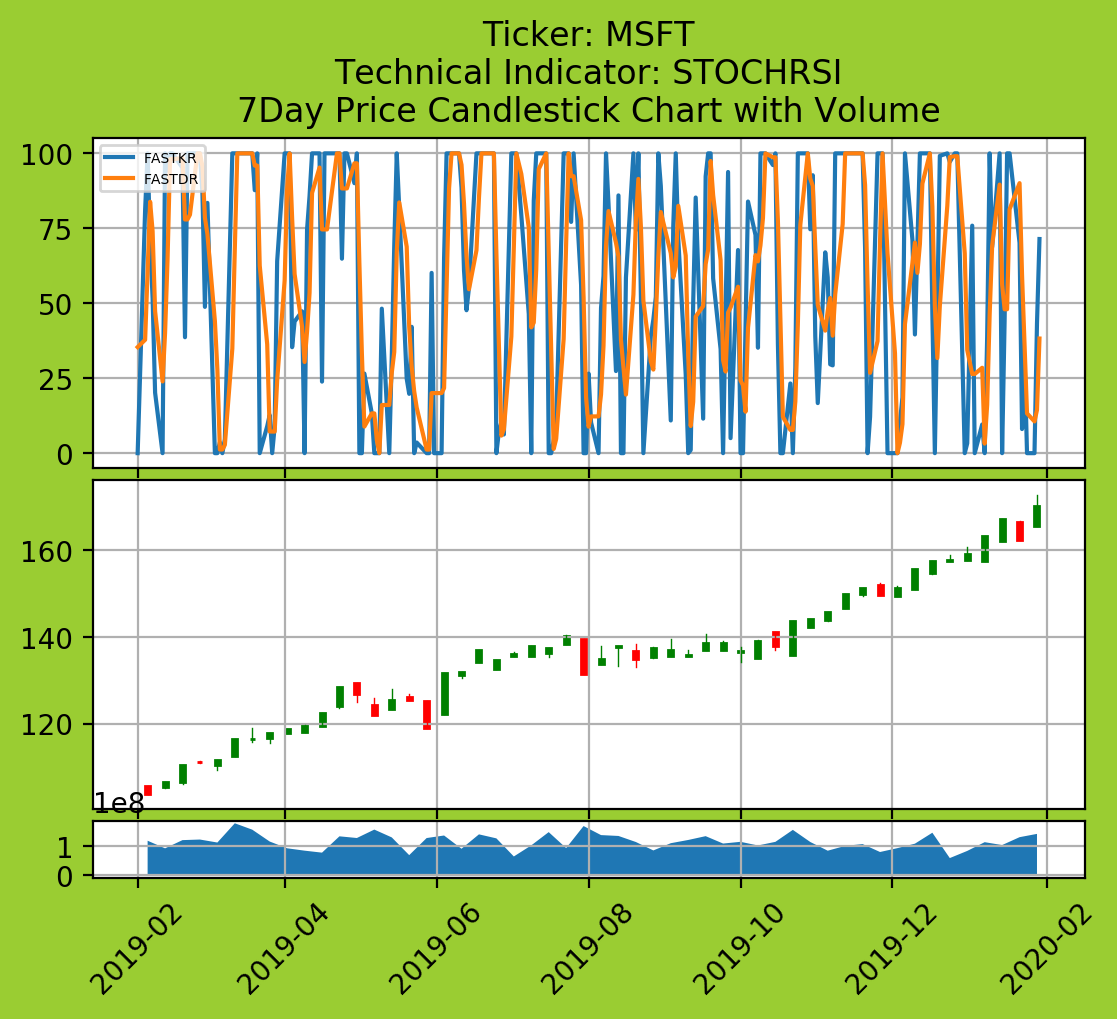 Ticker: MSFT
Technical Indicator: STOCHRSI
7Day Price Candlestick Chart with Volume
FASTKR
FASTDR
100
75
50
25
0
160
140
120
1e8
1
0
2019-02
2019-04
2019-06
2019-08
2019-10
2019-12
2020-02